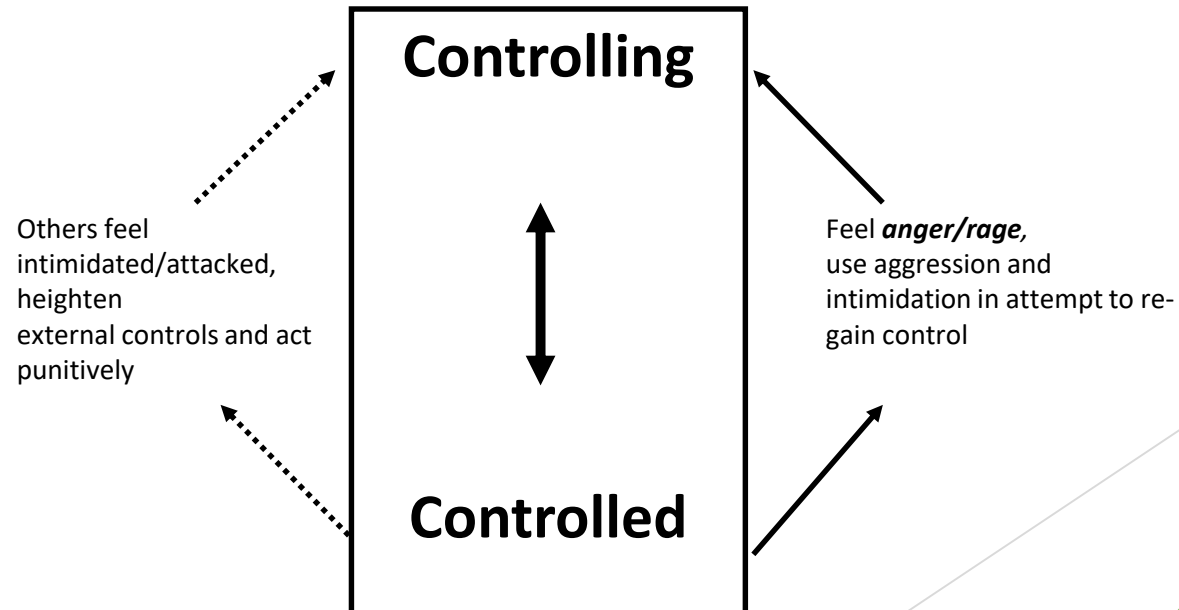 Controlling
Others feel
intimidated/attacked,
heighten
external controls and act
punitively
Feel anger/rage,
use aggression and
intimidation in attempt to re-
gain control
Controlled